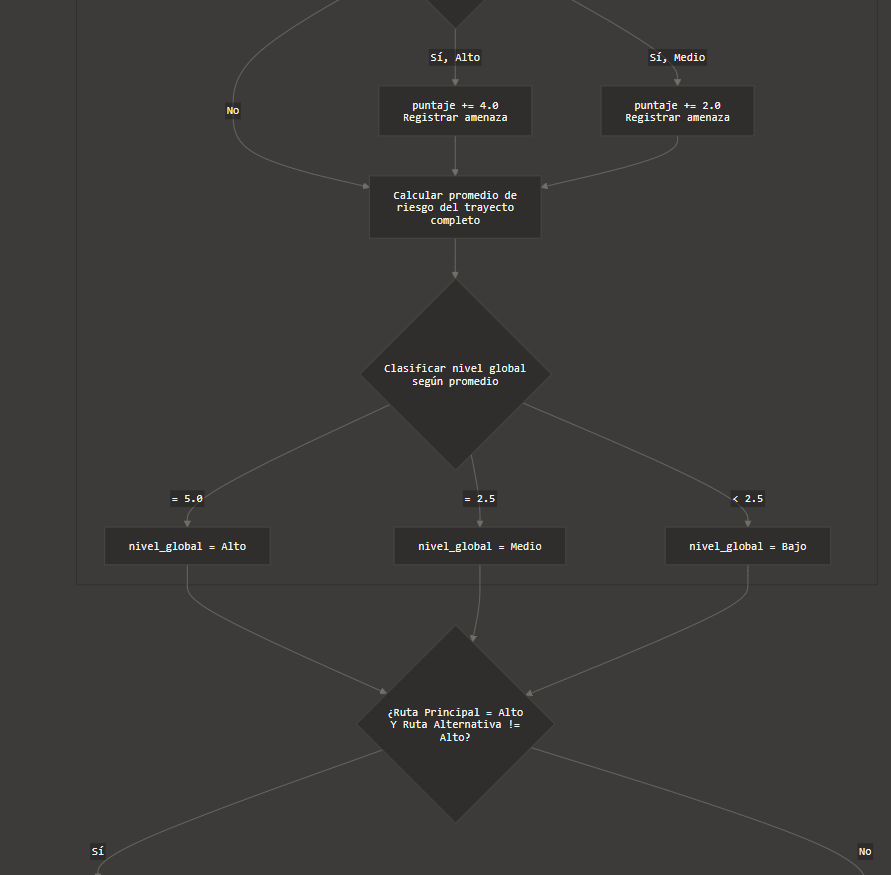 Sí, Alto
Sí, Medio
No
puntaje += 4.0
Registrar amenaza
puntaje += 2.0
Registrar amenaza
Calcular promedio de
riesgo del trayecto
completo
Clasificar nivel global
según promedio
= 5.0
= 2.5
< 2.5
nivel_global = Alto
nivel_global = Medio
nivel_global = Bajo
¿Ruta Principal = Alto
Y Ruta Alternativa !=
Alto?
Sí
No